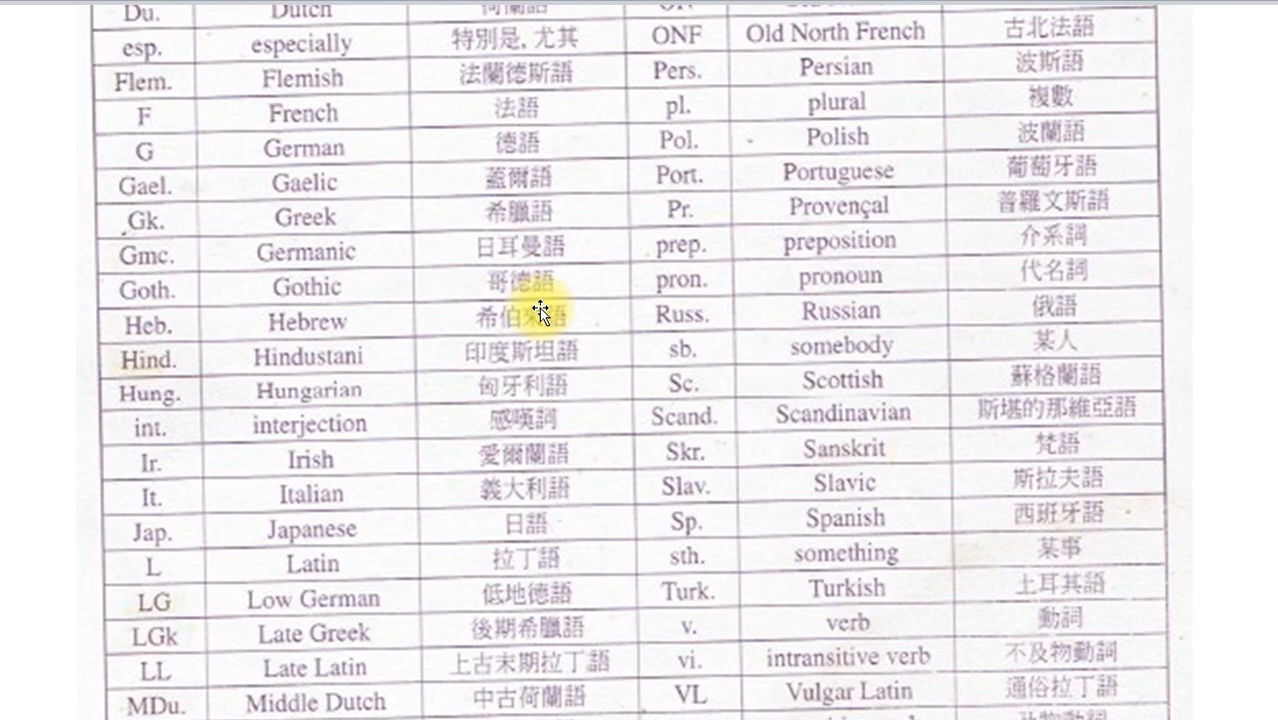 Du. Dutch 荷蘭語 ON
esp. especially 特別是, 尤其 ONF Old North French 古北法語
Flem. Flemish 法蘭德斯語 Pers. Persian 波斯語
F French 法語 pl. plural 複數
G German 德語 Pol. Polish 波蘭語
Gael. Gaelic 蓋爾語 Port. Portuguese 葡萄牙語
Gk. Greek 希臘語 Pr. Provençal 普羅文斯語
Gmc. Germanic 日耳曼語 prep. preposition 介系詞
Goth. Gothic 哥德語 pron. pronoun 代名詞
Heb. Hebrew 希伯來語 Russ. Russian 俄語
Hind. Hindustani 印度斯坦語 sb. somebody 某人
Hung. Hungarian 匈牙利語 Sc. Scottish 蘇格蘭語
int. interjection 感嘆詞 Scand. Scandinavian 斯堪的那維亞語
Ir. Irish 愛爾蘭語 Skr. Sanskrit 梵語
It. Italian 義大利語 Slav. Slavic 斯拉夫語
Jap. Japanese 日語 Sp. Spanish 西班牙語
L Latin 拉丁語 sth. something 某事
LG Low German 低地德語 Turk. Turkish 土耳其語
LGk Late Greek 後期希臘語 v. verb 動詞
LL Late Latin 上古末期拉丁語 vi. intransitive verb 不及物動詞
MDu. Middle Dutch 中古荷蘭語 VL Vulgar Latin 通俗拉丁語